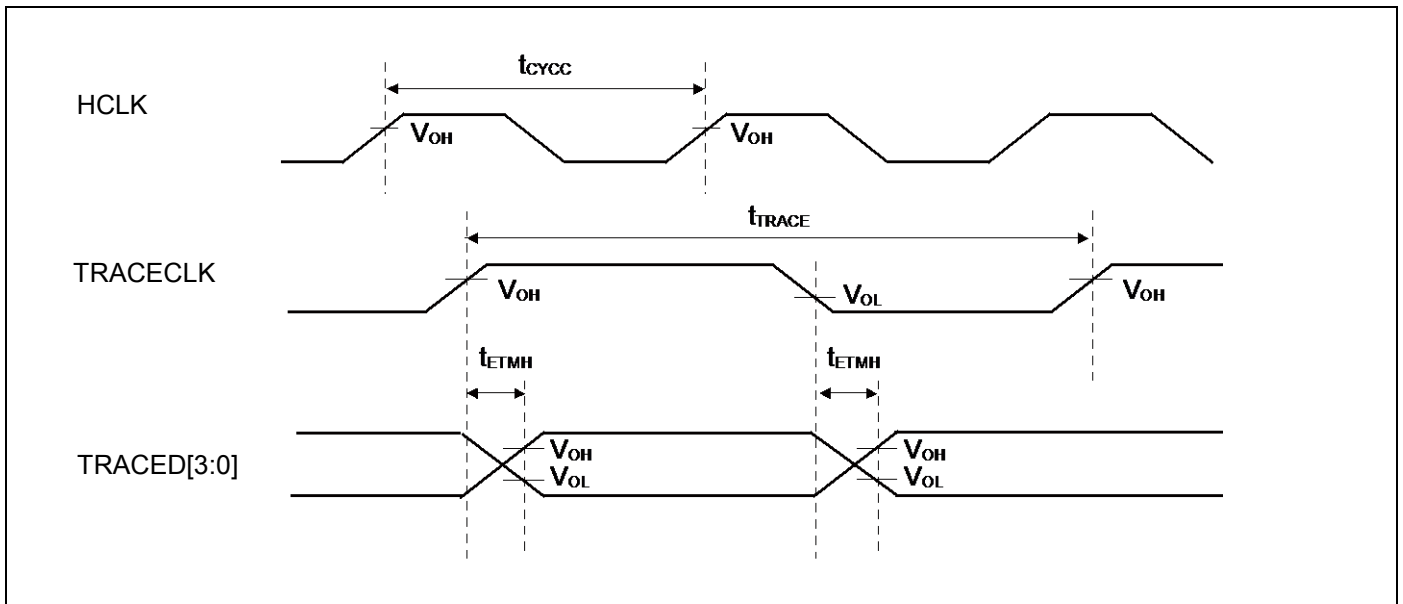 tCYCC
HCLK
VOH VOH
tTRACE
TRACECLK
VOH VOL VOH
tETMH tETMH
TRACED[3:0]
VOH VOH
VOL VOL